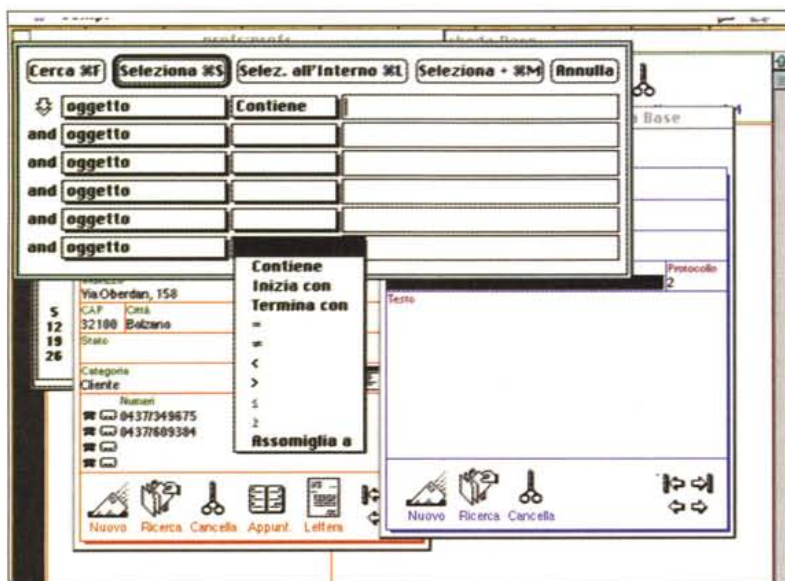 Cerca ⌘F Seleziona ⌘S Selez. all'Interno ⌘L Seleziona + ⌘M Annulla
oggetto Contiene
and oggetto
and oggetto
and oggetto
and oggetto
and oggetto
Contiene
Inizia con
Termina con
=
≠
<
>
≤
≥
Assomiglia a
Base
Via Oberdan, 158
CAP Città
32100 Bolzano
Stato
Categoria
Cliente
Numeri
0437/349675
0437/609384
5
12
19
26
Nuovo Ricerca Cancella Appunt. Lettera
Protocollo
2
Testo
Nuovo Ricerca Cancella